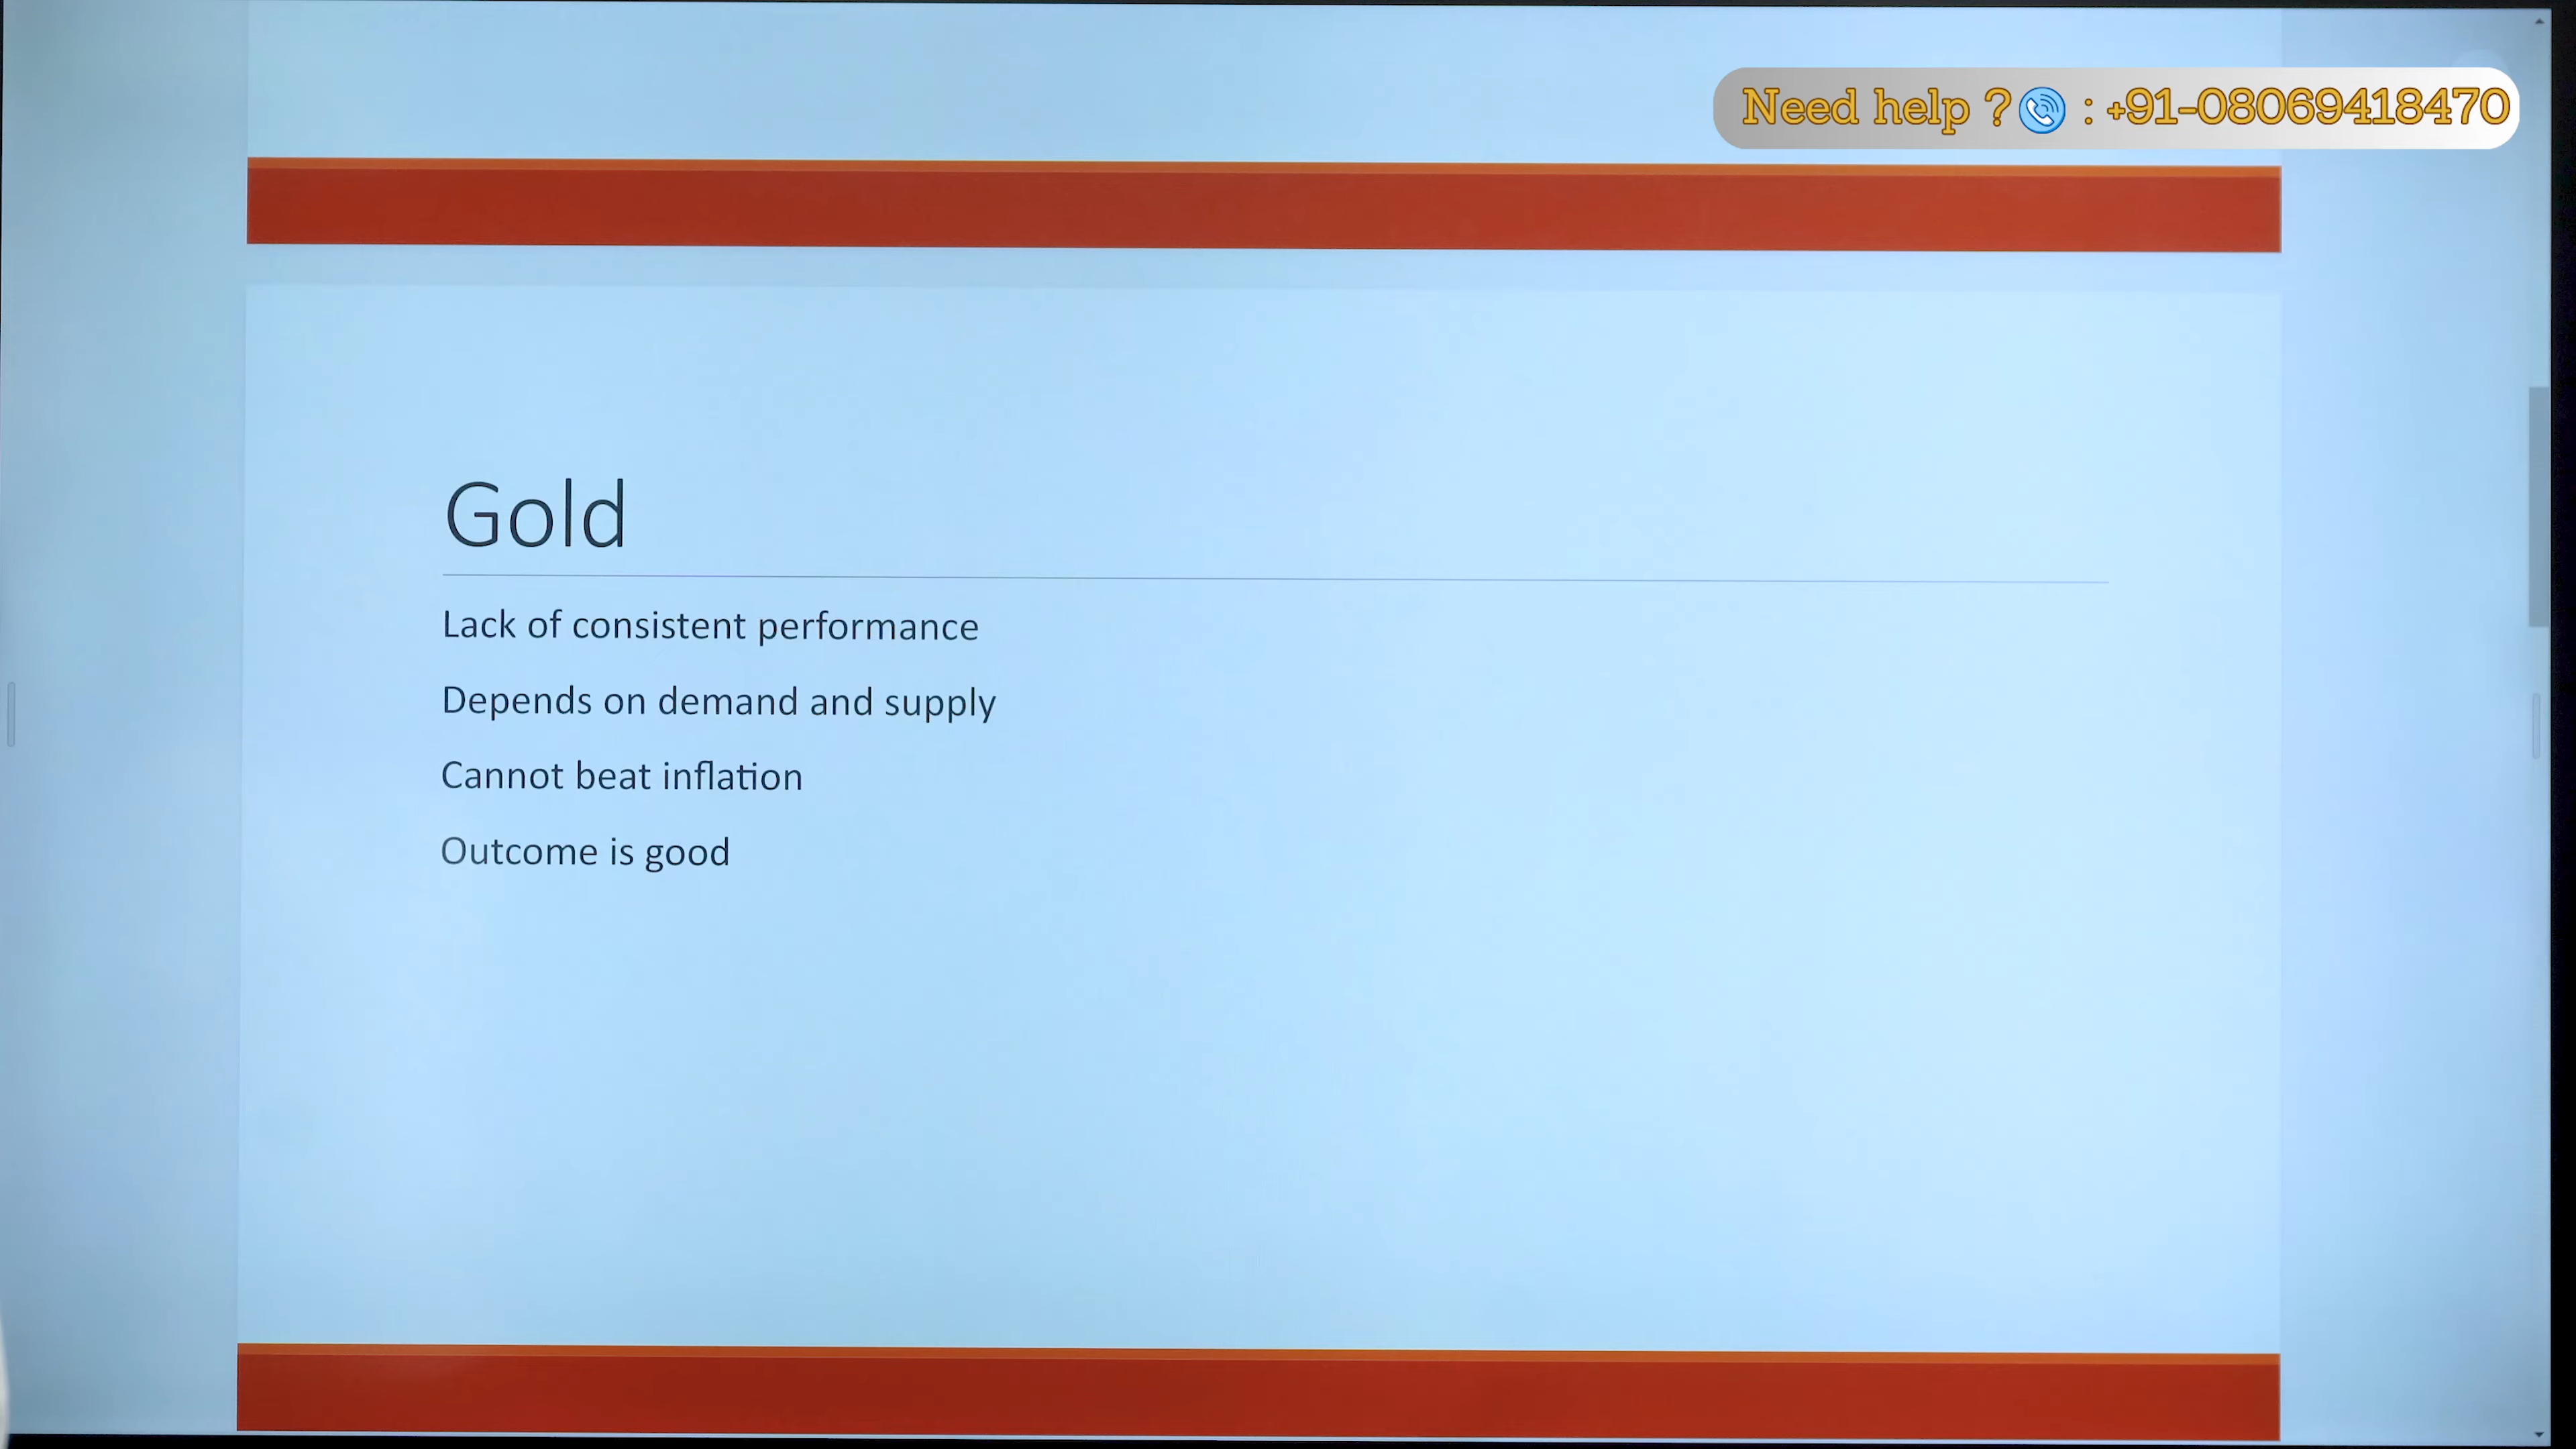 Need help ? : +91-08069418470
Gold
Lack of consistent performance
Depends on demand and supply
Cannot beat inflation
Outcome is good